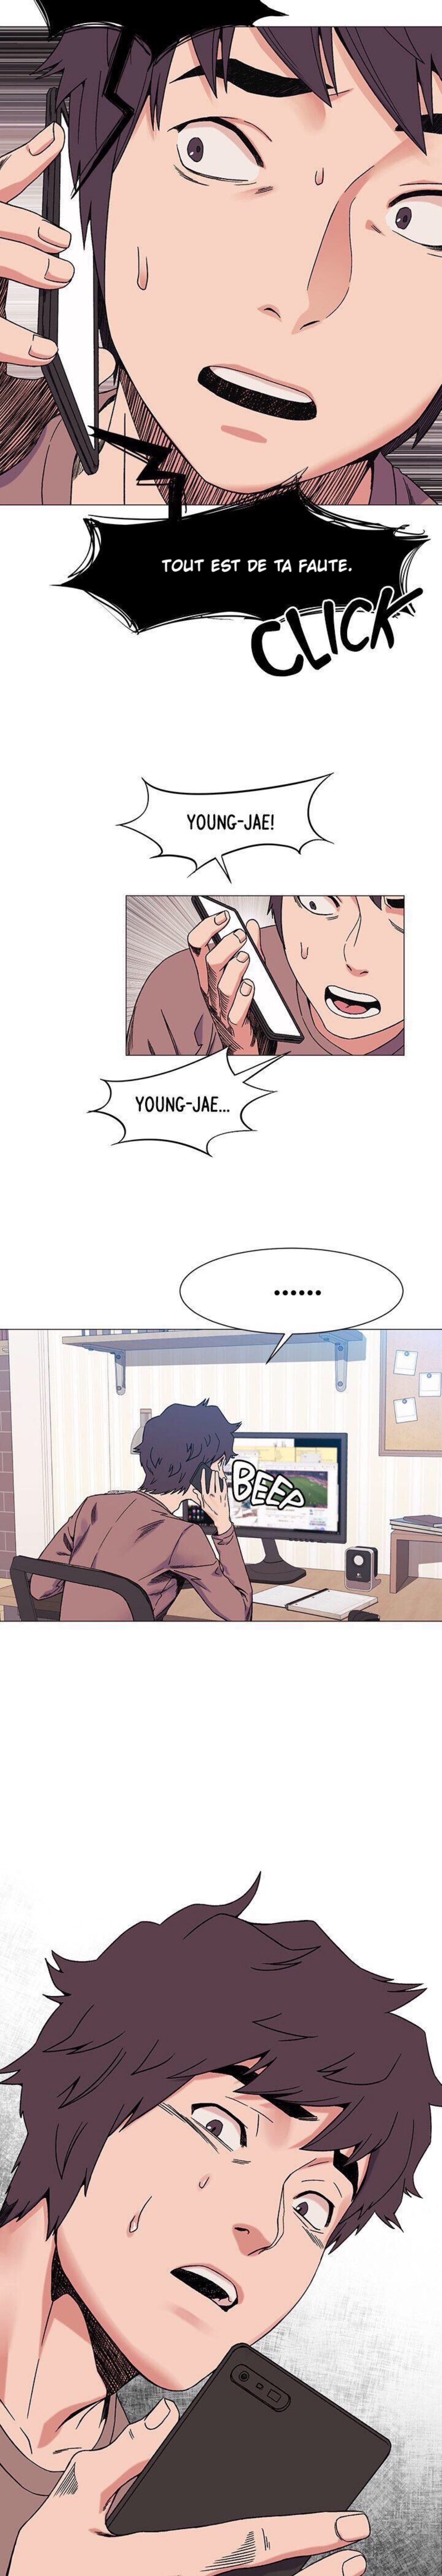 TOUT EST DE TA FAUTE.
CLICK
YOUNG-JAE!
YOUNG-JAE...
......
BEEP